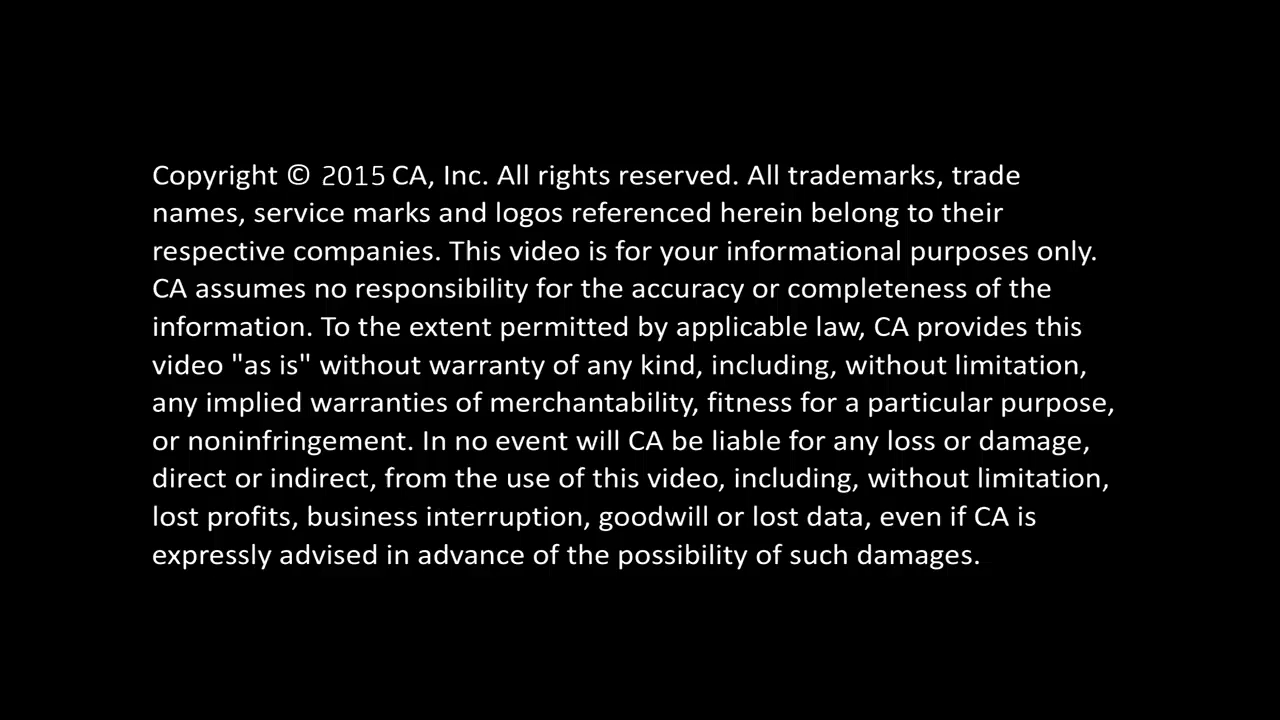 Copyright © 2015 CA, Inc. All rights reserved. All trademarks, trade
names, service marks and logos referenced herein belong to their
respective companies. This video is for your informational purposes only.
CA assumes no responsibility for the accuracy or completeness of the
information. To the extent permitted by applicable law, CA provides this
video "as is" without warranty of any kind, including, without limitation,
any implied warranties of merchantability, fitness for a particular purpose,
or noninfringement. In no event will CA be liable for any loss or damage,
direct or indirect, from the use of this video, including, without limitation,
lost profits, business interruption, goodwill or lost data, even if CA is
expressly advised in advance of the possibility of such damages.